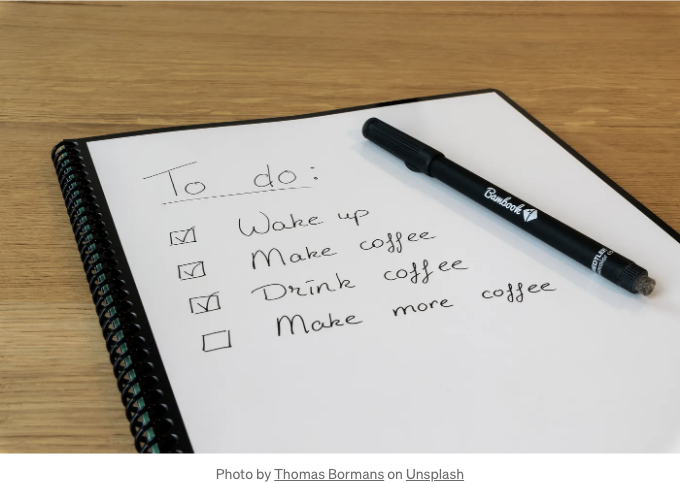 To do:
Wake up
Make coffee
Drink coffee
Make more coffee
Bambook
Photo by Thomas Bormans on Unsplash